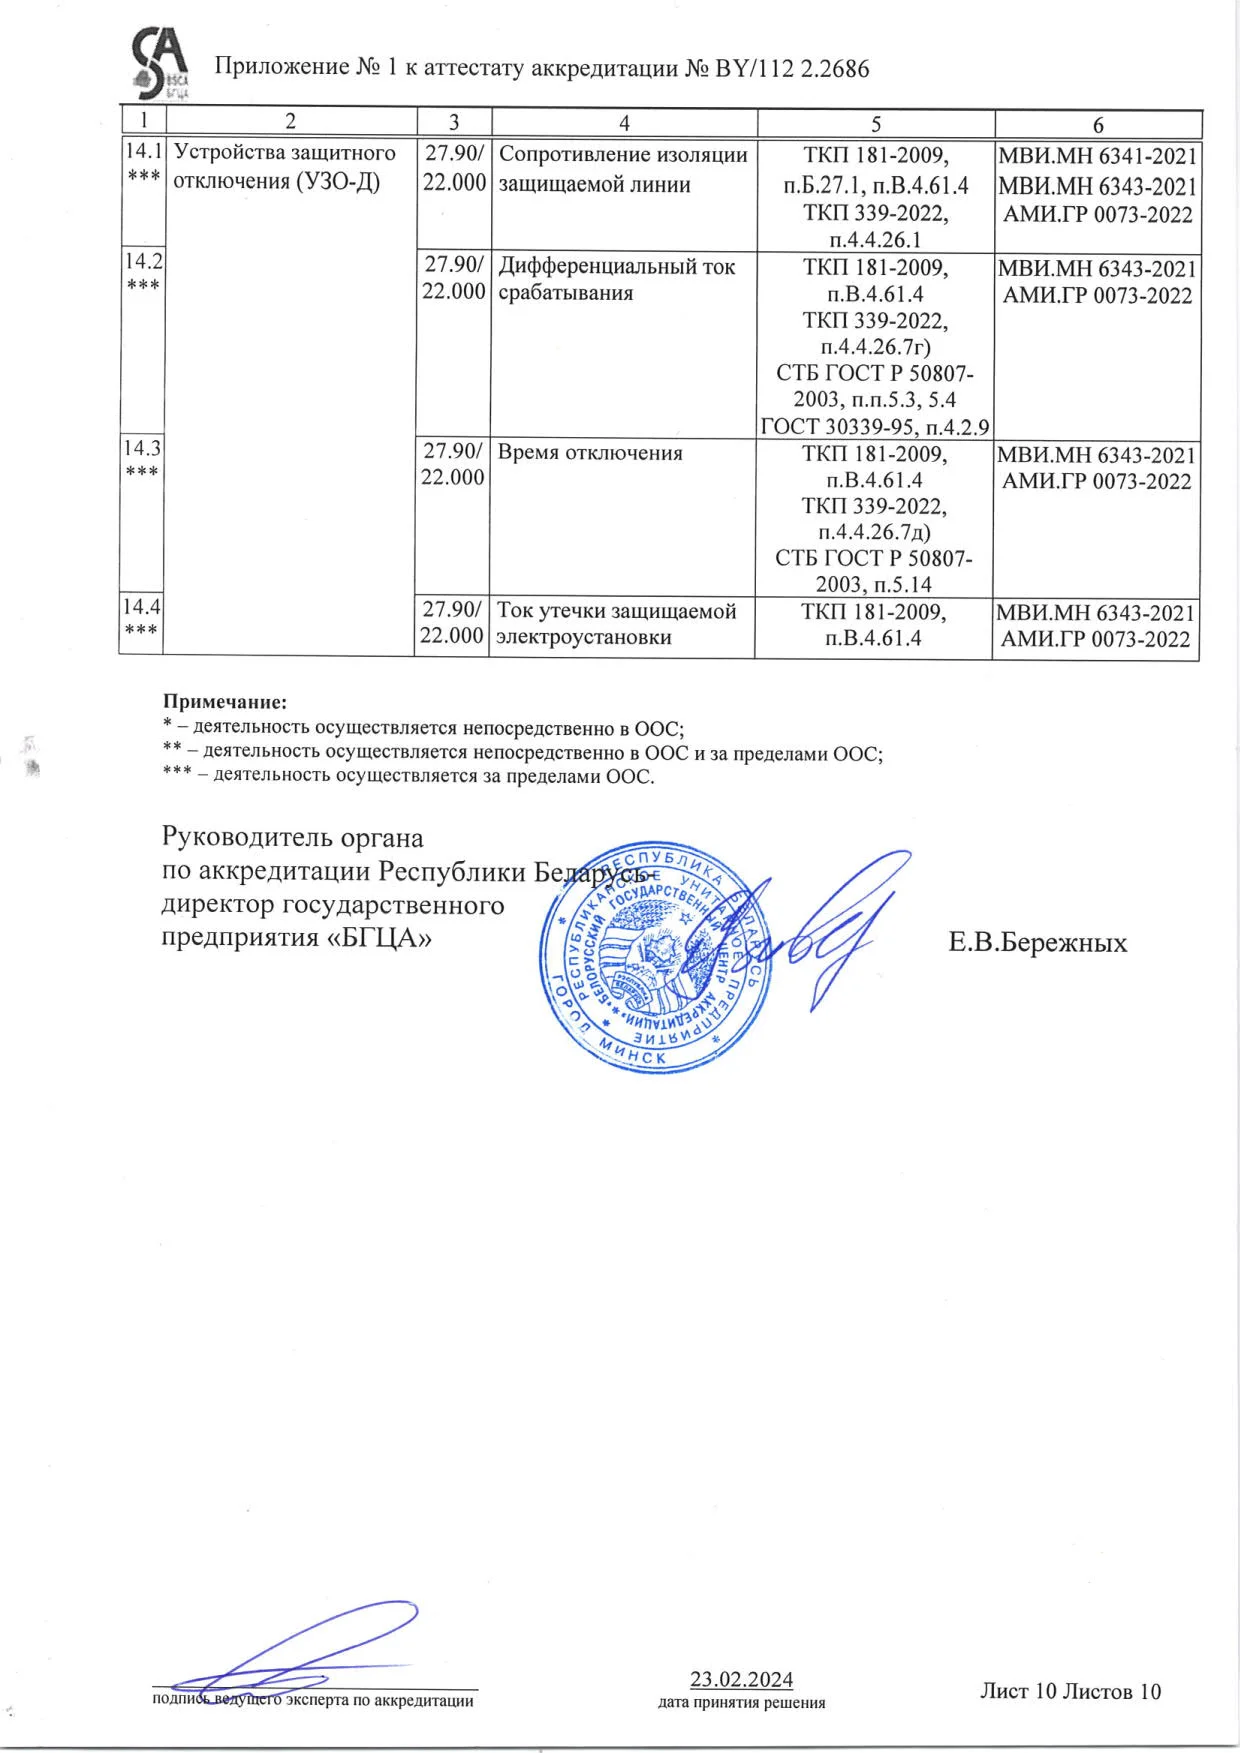 BSCA
БГЦА
Приложение № 1 к аттестату аккредитации № BY/112 2.2686
1 2 3 4 5 6
14.1 Устройства защитного 27.90/ Сопротивление изоляции ТКП 181-2009, МВИ.МН 6341-2021
*** отключения (УЗО-Д) 22.000 защищаемой линии п.Б.27.1, п.В.4.61.4 МВИ.МН 6343-2021
ТКП 339-2022, АМИ.ГР 0073-2022
п.4.4.26.1
14.2 27.90/ Дифференциальный ток ТКП 181-2009, МВИ.МН 6343-2021
*** 22.000 срабатывания п.В.4.61.4 АМИ.ГР 0073-2022
ТКП 339-2022,
п.4.4.26.7г)
СТБ ГОСТ Р 50807-
2003, п.п.5.3, 5.4
ГОСТ 30339-95, п.4.2.9
14.3 27.90/ Время отключения ТКП 181-2009, МВИ.МН 6343-2021
*** 22.000 п.В.4.61.4 АМИ.ГР 0073-2022
ТКП 339-2022,
п.4.4.26.7д)
СТБ ГОСТ Р 50807-
2003, п.5.14
14.4 27.90/ Ток утечки защищаемой ТКП 181-2009, МВИ.МН 6343-2021
*** 22.000 электроустановки п.В.4.61.4 АМИ.ГР 0073-2022
Примечание:
* – деятельность осуществляется непосредственно в ООС;
** – деятельность осуществляется непосредственно в ООС и за пределами ООС;
*** – деятельность осуществляется за пределами ООС.
Руководитель органа
по аккредитации Республики Беларусь-
директор государственного
предприятия «БГЦА» Е.В.Бережных
РЕСПУБЛИКА БЕЛАРУСЬ * ГОРОД МИНСК *
РЕСПУБЛИКАНСКОЕ УНИТАРНОЕ ПРЕДПРИЯТИЕ *
«БЕЛОРУССКИЙ ГОСУДАРСТВЕННЫЙ ЦЕНТР АККРЕДИТАЦИИ» *
РЭСПУБЛІКА
БЕЛАРУСЬ
23.02.2024
подпись ведущего эксперта по аккредитации дата принятия решения Лист 10 Листов 10